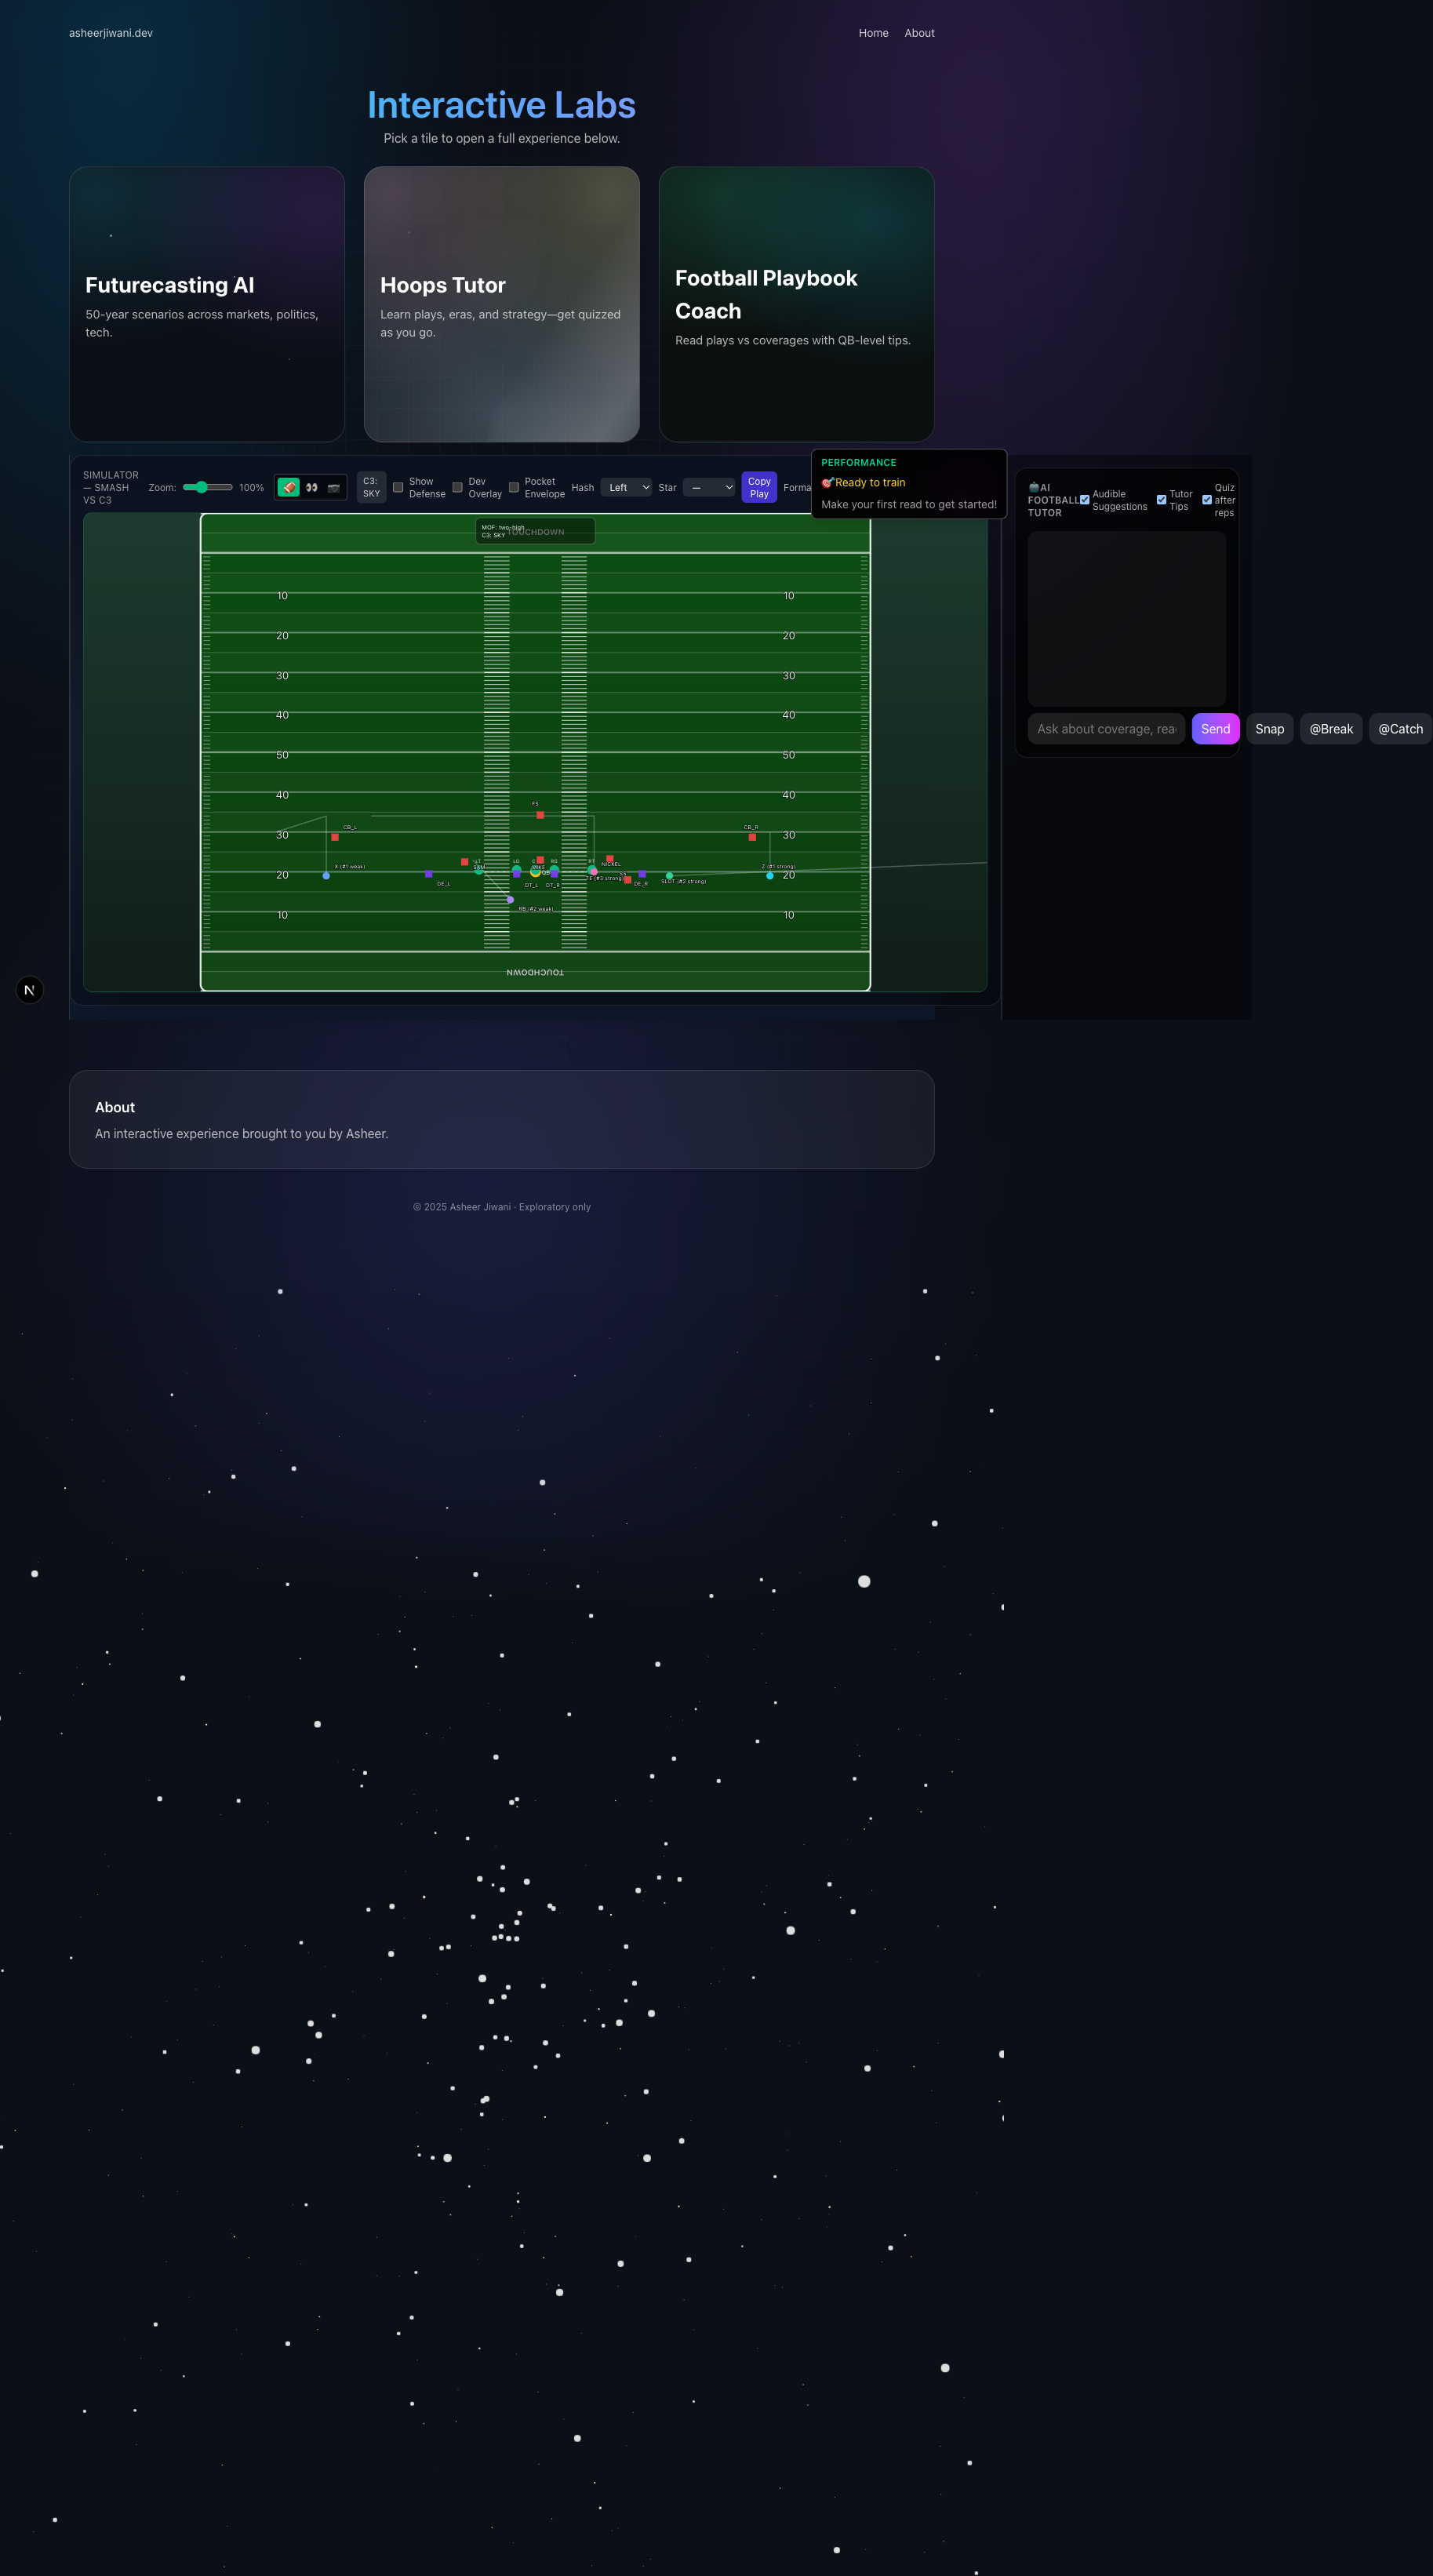 asheerjiwani.dev
Home About
Interactive Labs
Pick a tile to open a full experience below.
Futurecasting AI
50-year scenarios across markets, politics,
tech.
Hoops Tutor
Learn plays, eras, and strategy—get quizzed
as you go.
Football Playbook
Coach
Read plays vs coverages with QB-level tips.
SIMULATOR
— SMASH
VS C3
Zoom:
100%
C3:
SKY
Show
Defense
Dev
Overlay
Pocket
Envelope
Hash
Left
Star
—
Copy
Play
Forma
PERFORMANCE
🎯Ready to train
Make your first read to get started!
🤖AI
FOOTBALL
TUTOR
Audible
Suggestions
Tutor
Tips
Quiz
after
reps
MOF: two-high
C3: SKY
TOUCHDOWN
10 10
20 20
30 30
40 40
50 50
40 40
FS
CB_L
CB_R
30 30
LT
LG
C
RG
RT
SAM
MIKE
NICKEL
X (#1 weak)
Z (#1 strong)
20 20
QB
SS
TE (#3 strong)
SLOT (#2 strong)
DE_L
DT_L
DT_R
DE_R
RB (#2 weak)
10 10
TOUCHDOWN
Ask about coverage, rea
Send
Snap
@Break
@Catch
N
About
An interactive experience brought to you by Asheer.
© 2025 Asheer Jiwani · Exploratory only